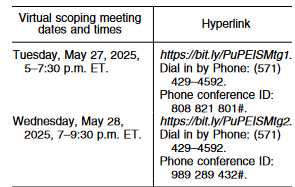 Virtual scoping meeting
dates and times
Hyperlink
Tuesday, May 27, 2025,
5–7:30 p.m. ET.
https://bit.ly/PuPEISMtg1.
Dial in by Phone: (571)
429–4592.
Phone conference ID:
808 821 801#.
Wednesday, May 28,
2025, 7–9:30 p.m. ET.
https://bit.ly/PuPEISMtg2.
Dial in by Phone: (571)
429–4592.
Phone conference ID:
989 289 432#.